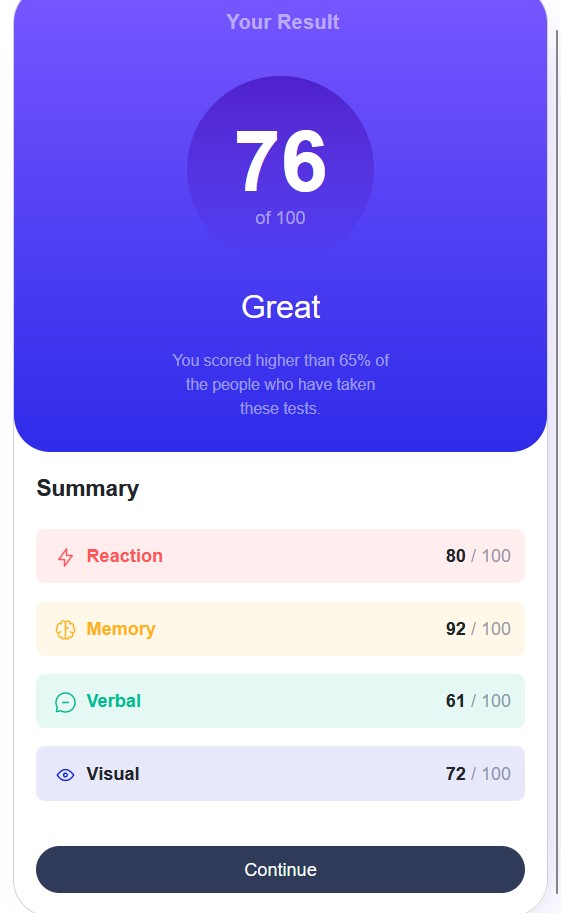 Your Result
76
of 100
Great
You scored higher than 65% of
the people who have taken
these tests.
Summary
Reaction 80 / 100
Memory 92 / 100
Verbal 61 / 100
Visual 72 / 100
Continue